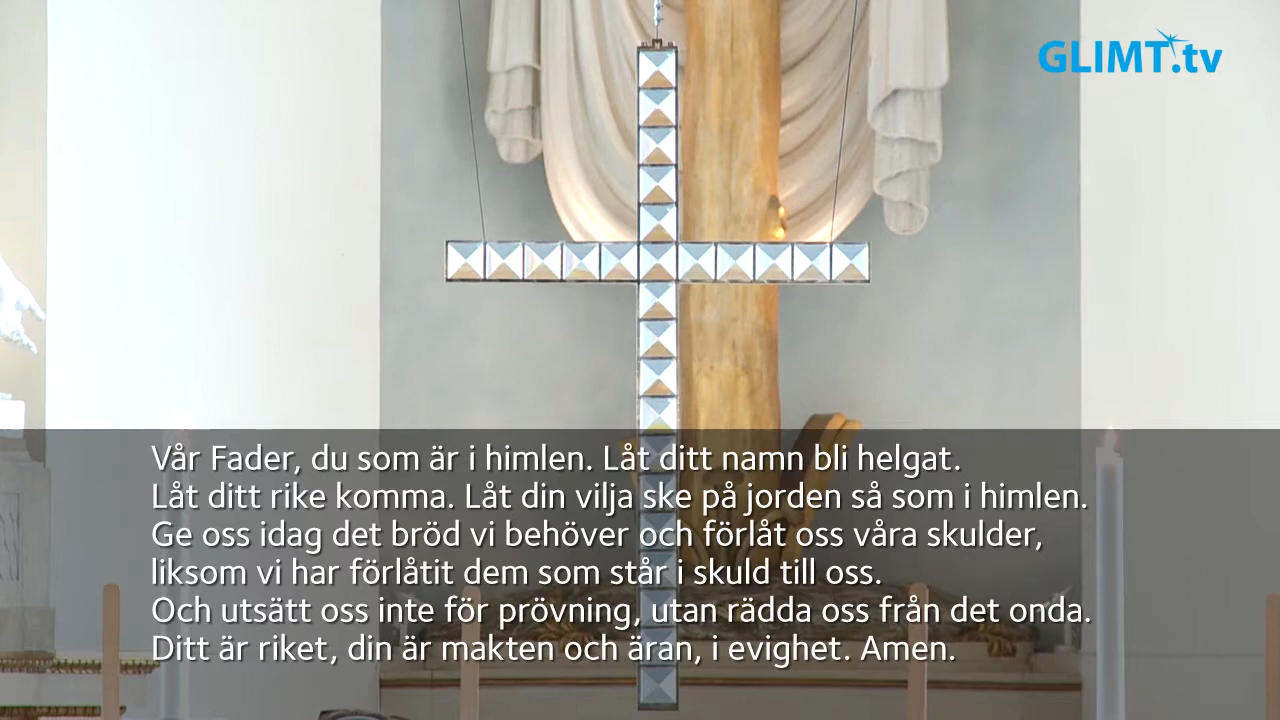 GLIMT.tv
Vår Fader, du som är i himlen. Låt ditt namn bli helgat.
Låt ditt rike komma. Låt din vilja ske på jorden så som i himlen.
Ge oss idag det bröd vi behöver och förlåt oss våra skulder,
liksom vi har förlåtit dem som står i skuld till oss.
Och utsätt oss inte för prövning, utan rädda oss från det onda.
Ditt är riket, din är makten och äran, i evighet. Amen.